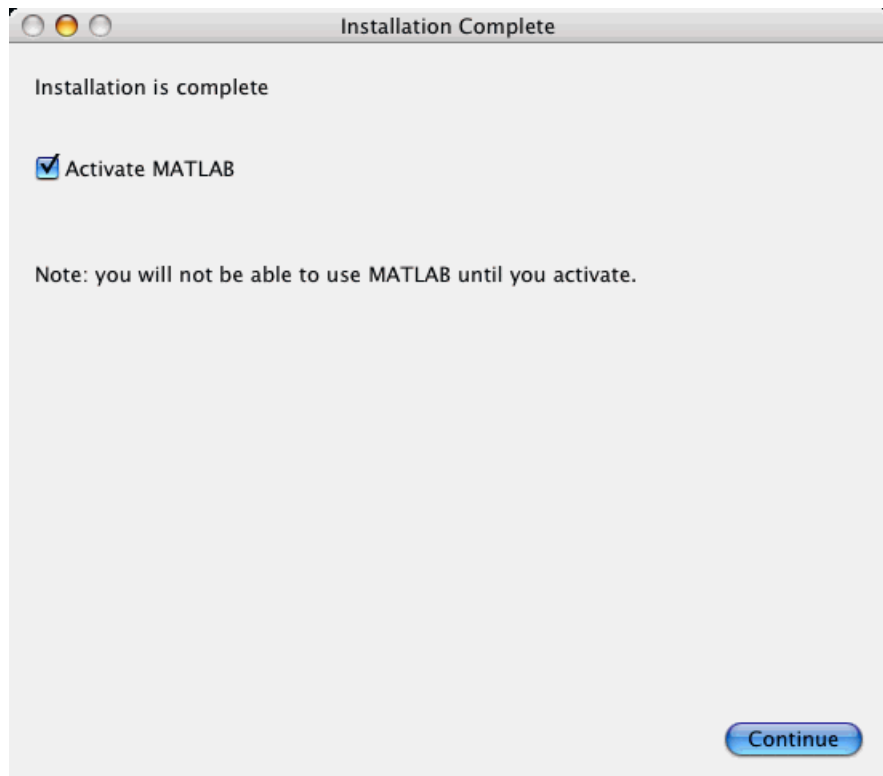 Installation Complete
Installation is complete
Activate MATLAB
Note: you will not be able to use MATLAB until you activate.
Continue